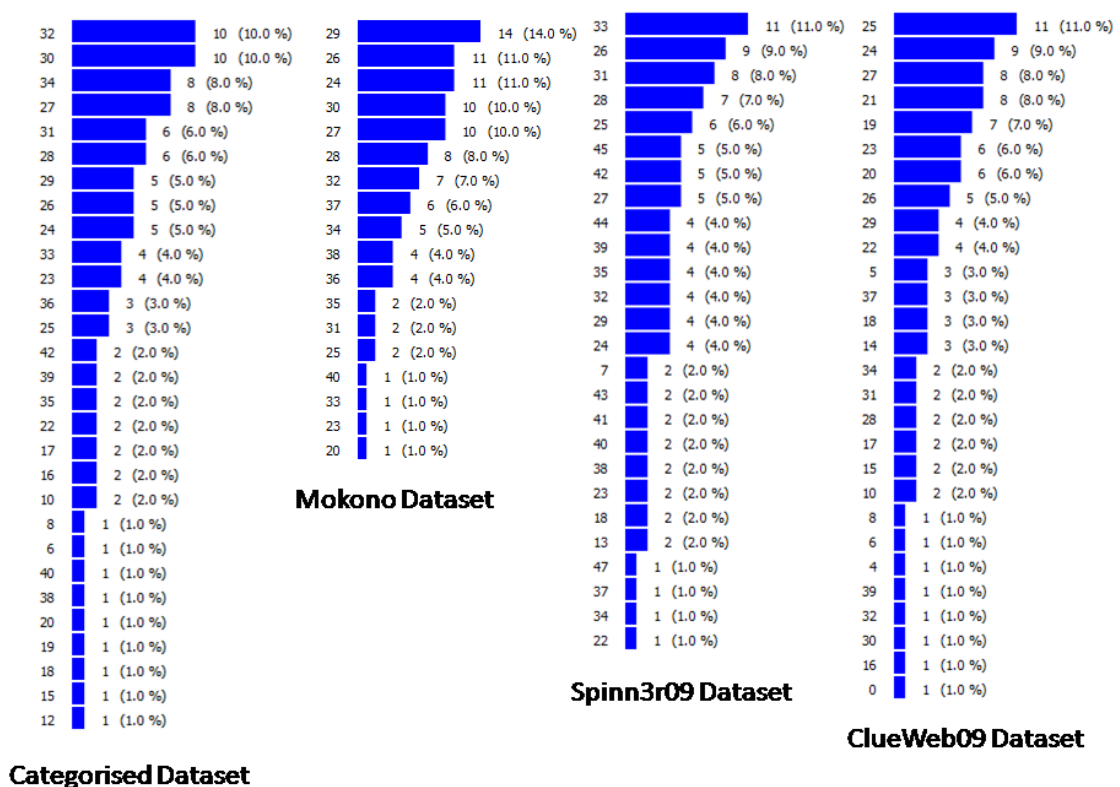 32 10 (10.0 %)
30 10 (10.0 %)
34 8 (8.0 %)
27 8 (8.0 %)
31 6 (6.0 %)
28 6 (6.0 %)
29 5 (5.0 %)
26 5 (5.0 %)
24 5 (5.0 %)
33 4 (4.0 %)
23 4 (4.0 %)
36 3 (3.0 %)
25 3 (3.0 %)
42 2 (2.0 %)
39 2 (2.0 %)
35 2 (2.0 %)
22 2 (2.0 %)
17 2 (2.0 %)
16 2 (2.0 %)
10 2 (2.0 %)
8 1 (1.0 %)
6 1 (1.0 %)
40 1 (1.0 %)
38 1 (1.0 %)
20 1 (1.0 %)
19 1 (1.0 %)
18 1 (1.0 %)
15 1 (1.0 %)
12 1 (1.0 %)
Categorised Dataset
29 14 (14.0 %)
26 11 (11.0 %)
24 11 (11.0 %)
30 10 (10.0 %)
27 10 (10.0 %)
28 8 (8.0 %)
32 7 (7.0 %)
37 6 (6.0 %)
34 5 (5.0 %)
38 4 (4.0 %)
36 4 (4.0 %)
35 2 (2.0 %)
31 2 (2.0 %)
25 2 (2.0 %)
40 1 (1.0 %)
33 1 (1.0 %)
23 1 (1.0 %)
20 1 (1.0 %)
Mokono Dataset
33 11 (11.0 %)
26 9 (9.0 %)
31 8 (8.0 %)
28 7 (7.0 %)
25 6 (6.0 %)
45 5 (5.0 %)
42 5 (5.0 %)
27 5 (5.0 %)
44 4 (4.0 %)
39 4 (4.0 %)
35 4 (4.0 %)
32 4 (4.0 %)
29 4 (4.0 %)
24 4 (4.0 %)
7 2 (2.0 %)
43 2 (2.0 %)
41 2 (2.0 %)
40 2 (2.0 %)
38 2 (2.0 %)
23 2 (2.0 %)
18 2 (2.0 %)
13 2 (2.0 %)
47 1 (1.0 %)
37 1 (1.0 %)
34 1 (1.0 %)
22 1 (1.0 %)
Spinn3r09 Dataset
25 11 (11.0 %)
24 9 (9.0 %)
27 8 (8.0 %)
21 8 (8.0 %)
19 7 (7.0 %)
23 6 (6.0 %)
20 6 (6.0 %)
26 5 (5.0 %)
29 4 (4.0 %)
22 4 (4.0 %)
5 3 (3.0 %)
37 3 (3.0 %)
18 3 (3.0 %)
14 3 (3.0 %)
34 2 (2.0 %)
31 2 (2.0 %)
28 2 (2.0 %)
17 2 (2.0 %)
15 2 (2.0 %)
10 2 (2.0 %)
8 1 (1.0 %)
6 1 (1.0 %)
4 1 (1.0 %)
39 1 (1.0 %)
32 1 (1.0 %)
30 1 (1.0 %)
16 1 (1.0 %)
0 1 (1.0 %)
ClueWeb09 Dataset